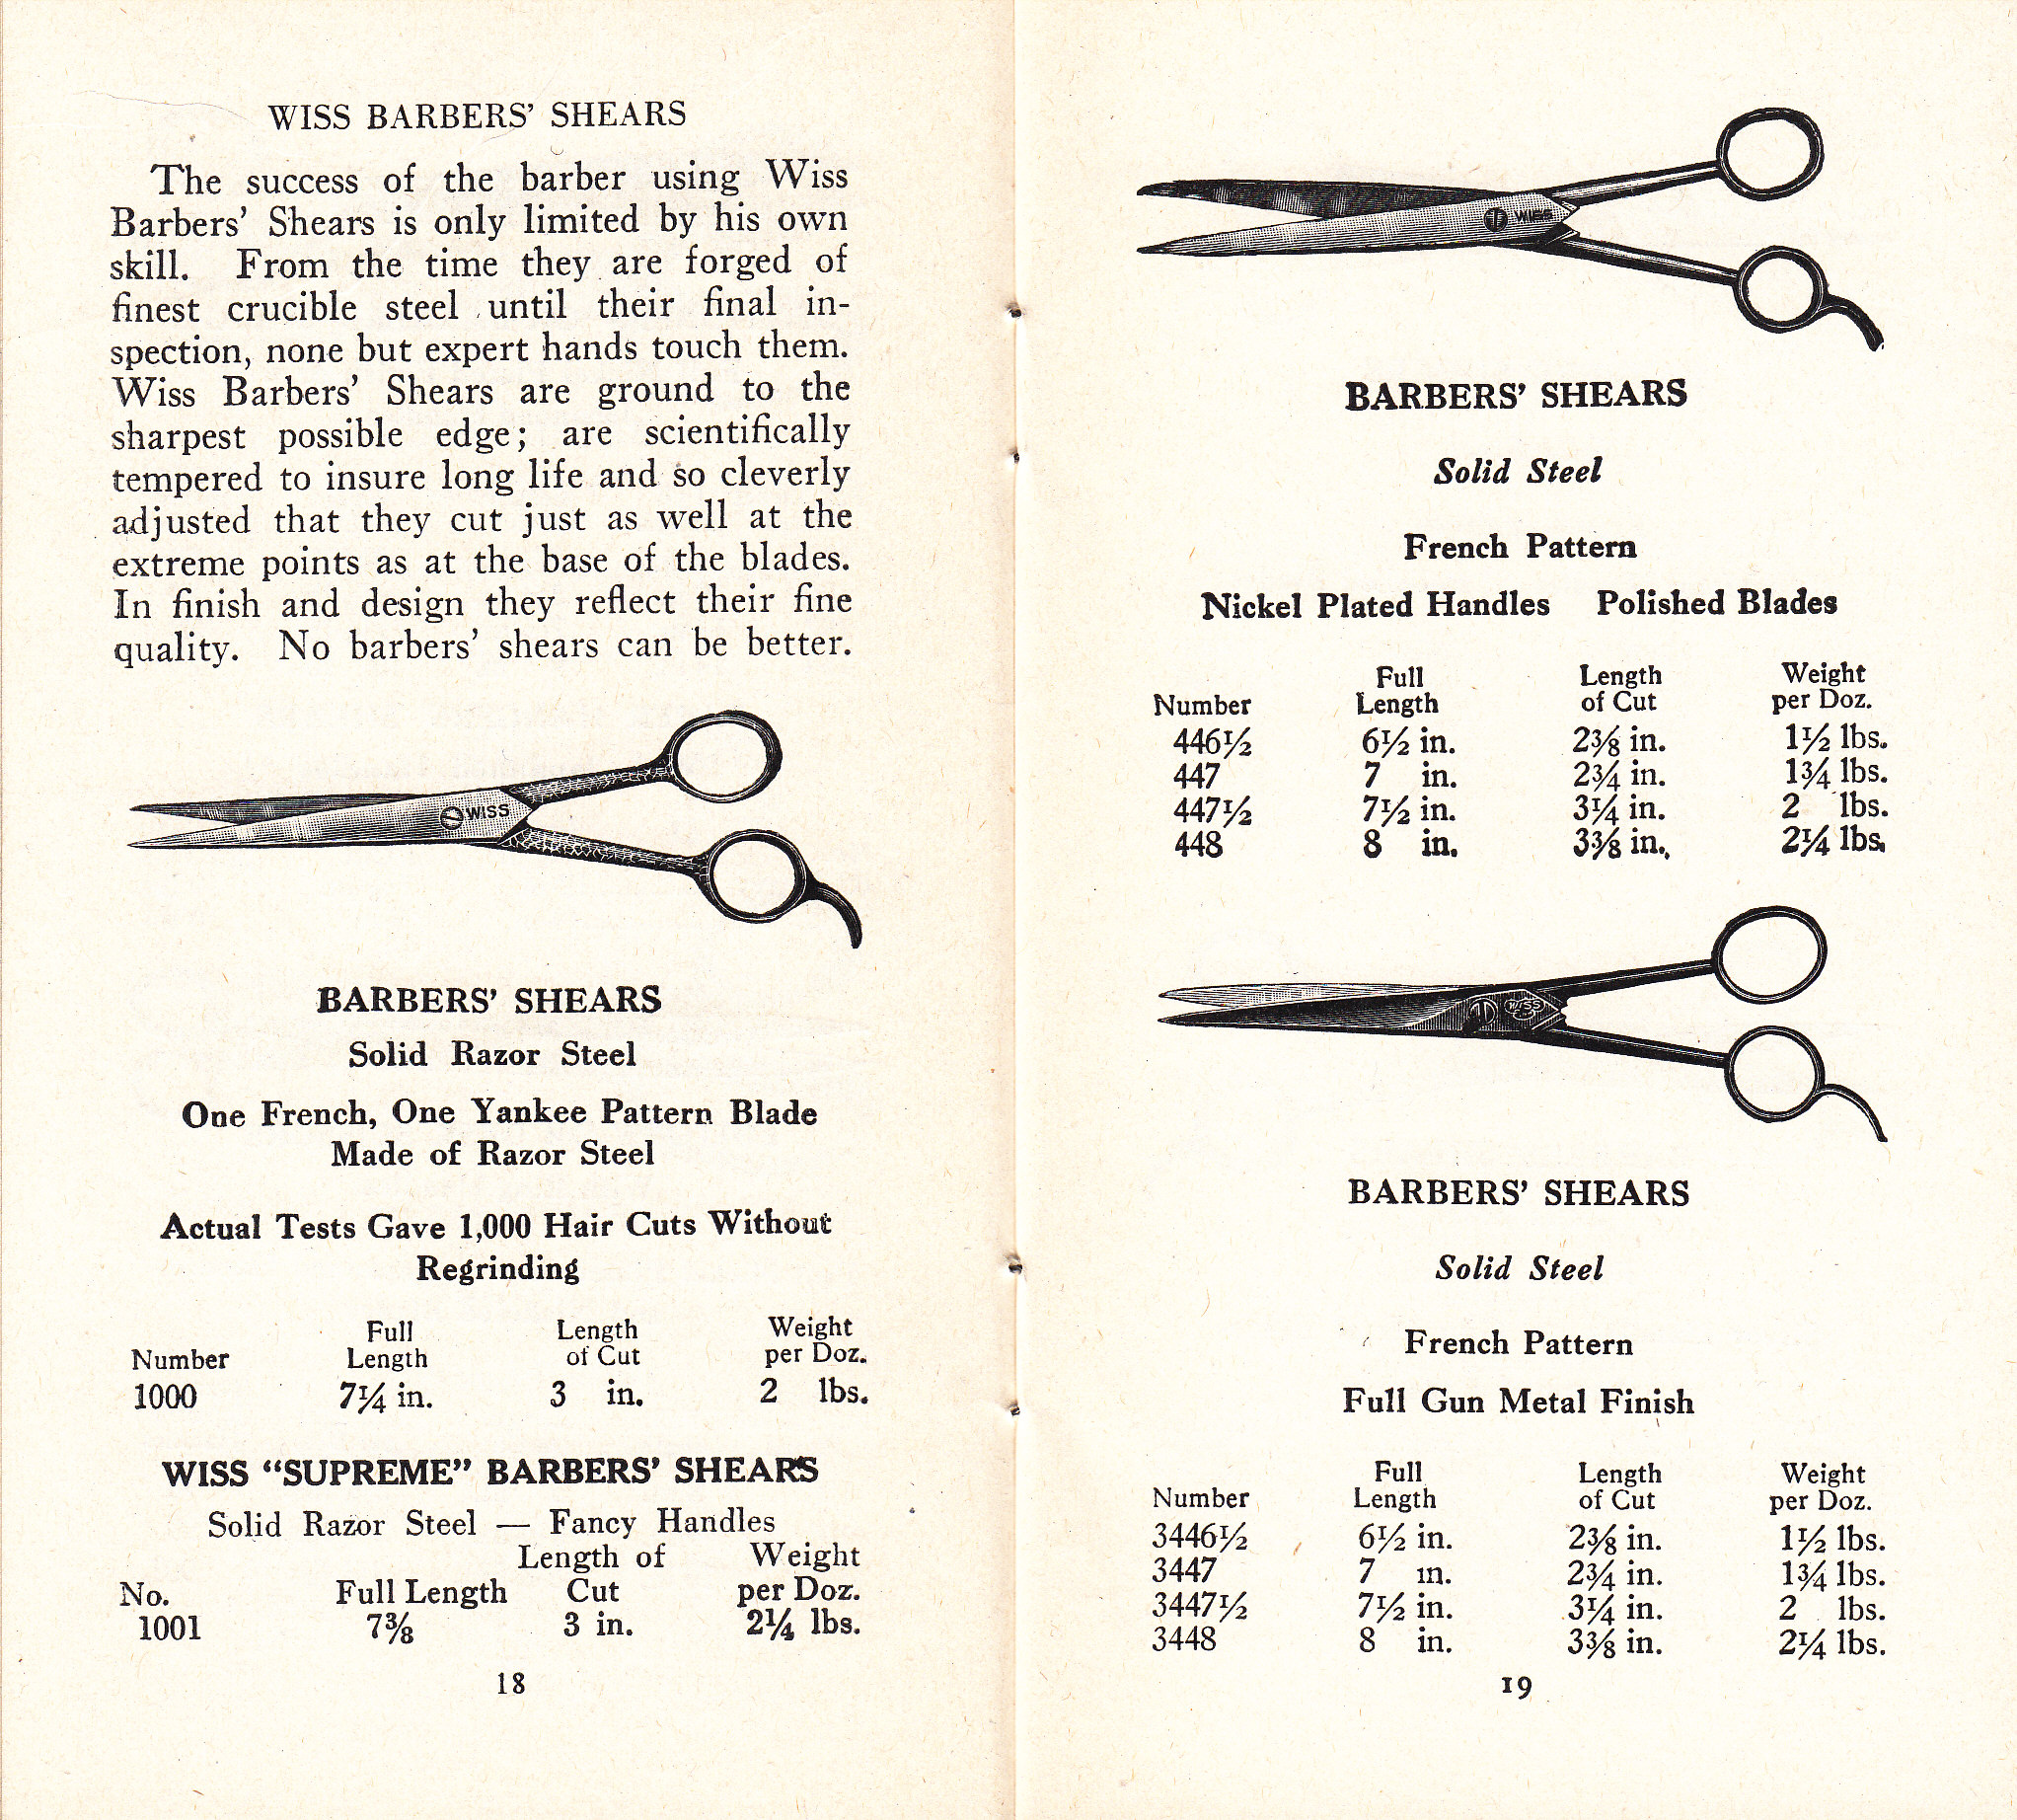 WISS BARBERS' SHEARS
The success of the barber using Wiss
Barbers' Shears is only limited by his own
skill. From the time they are forged of
finest crucible steel until their final in-
spection, none but expert hands touch them.
Wiss Barbers' Shears are ground to the
sharpest possible edge; are scientifically
tempered to insure long life and so cleverly
adjusted that they cut just as well at the
extreme points as at the base of the blades.
In finish and design they reflect their fine
quality. No barbers' shears can be better.
WISS
BARBERS' SHEARS
Solid Razor Steel
One French, One Yankee Pattern Blade
Made of Razor Steel
Actual Tests Gave 1,000 Hair Cuts Without
Regrinding
Full Length Weight
Number Length of Cut per Doz.
1000 7¼ in. 3 in. 2 lbs.
WISS "SUPREME" BARBERS' SHEARS
Solid Razor Steel — Fancy Handles
Length of Weight
No. Full Length Cut per Doz.
1001 7⅜ 3 in. 2¼ lbs.
18
WISS
BARBERS' SHEARS
Solid Steel
French Pattern
Nickel Plated Handles Polished Blades
Full Length Weight
Number Length of Cut per Doz.
446½ 6½ in. 2⅜ in. 1½ lbs.
447 7 in. 2¾ in. 1¾ lbs.
447½ 7½ in. 3¼ in. 2 lbs.
448 8 in. 3⅜ in. 2¼ lbs.
WISS
BARBERS' SHEARS
Solid Steel
French Pattern
Full Gun Metal Finish
Full Length Weight
Number Length of Cut per Doz.
3446½ 6½ in. 2⅜ in. 1½ lbs.
3447 7 in. 2¾ in. 1¾ lbs.
3447½ 7½ in. 3¼ in. 2 lbs.
3448 8 in. 3⅜ in. 2¼ lbs.
19